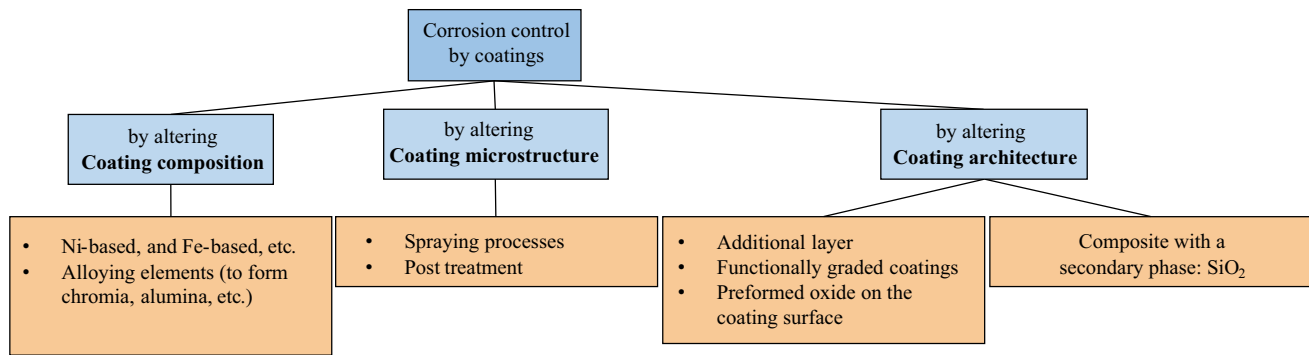 Corrosion control
by coatings
by altering
Coating composition
by altering
Coating microstructure
by altering
Coating architecture
• Ni-based, and Fe-based, etc.
• Alloying elements (to form
chromia, alumina, etc.)
• Spraying processes
• Post treatment
• Additional layer
• Functionally graded coatings
• Preformed oxide on the
coating surface
Composite with a
secondary phase: SiO₂